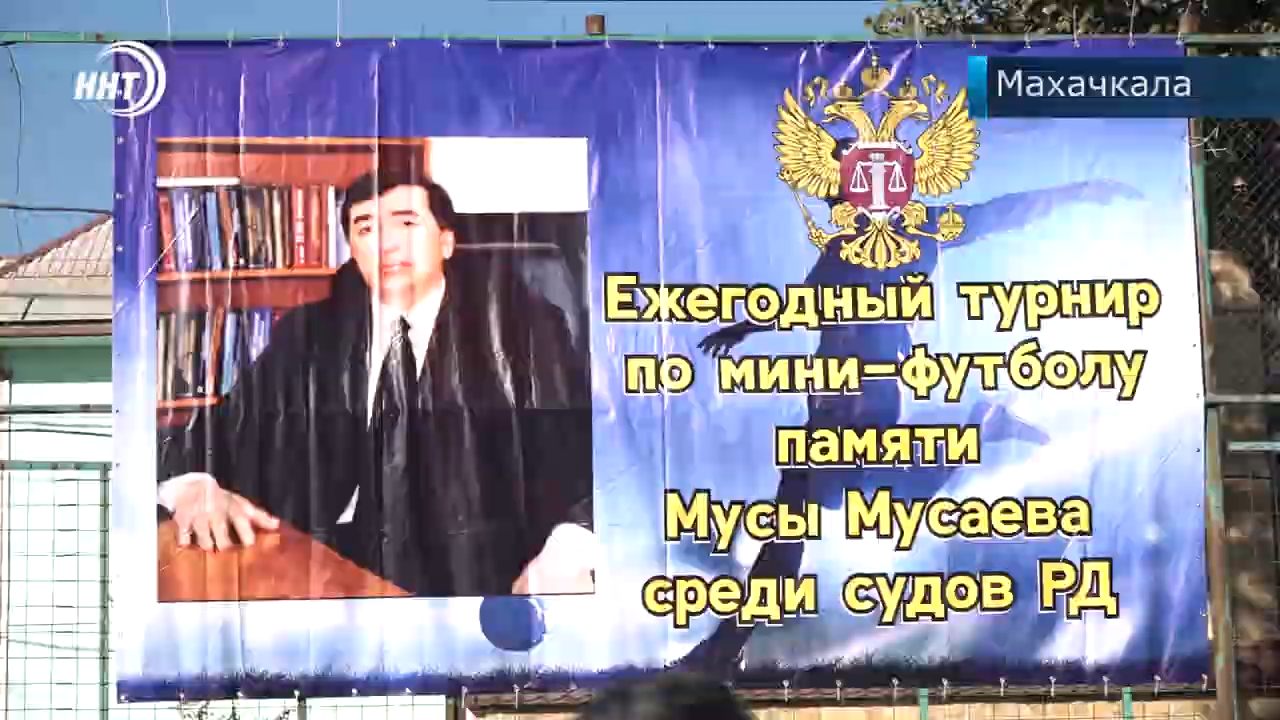 ННТ
Махачкала
Ежегодный турнир
по мини-футболу
памяти
Мусы Мусаева
среди судов РД